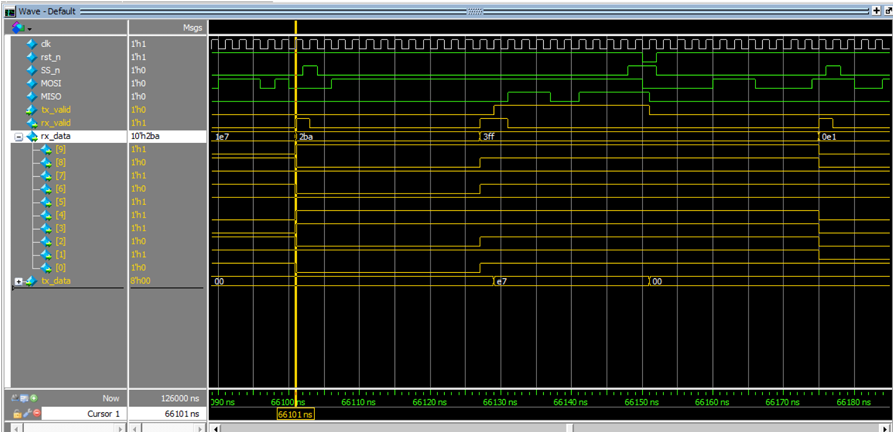 Wave - Default
Msgs
clk 1'h1
rst_n 1'h1
SS_n 1'h0
MOSI 1'h0
MISO 1'h0
tx_valid 1'h0
rx_valid 1'h1
rx_data 10'h2ba 1e7 2ba 3ff 0e1
[9] 1'h1
[8] 1'h0
[7] 1'h1
[6] 1'h0
[5] 1'h1
[4] 1'h1
[3] 1'h1
[2] 1'h0
[1] 1'h1
[0] 1'h0
tx_data 8'h00 00 e7 00
Now 126000 ns 090 ns 66100 ns 66110 ns 66120 ns 66130 ns 66140 ns 66150 ns 66160 ns 66170 ns 66180 ns
Cursor 1 66101 ns 66101 ns